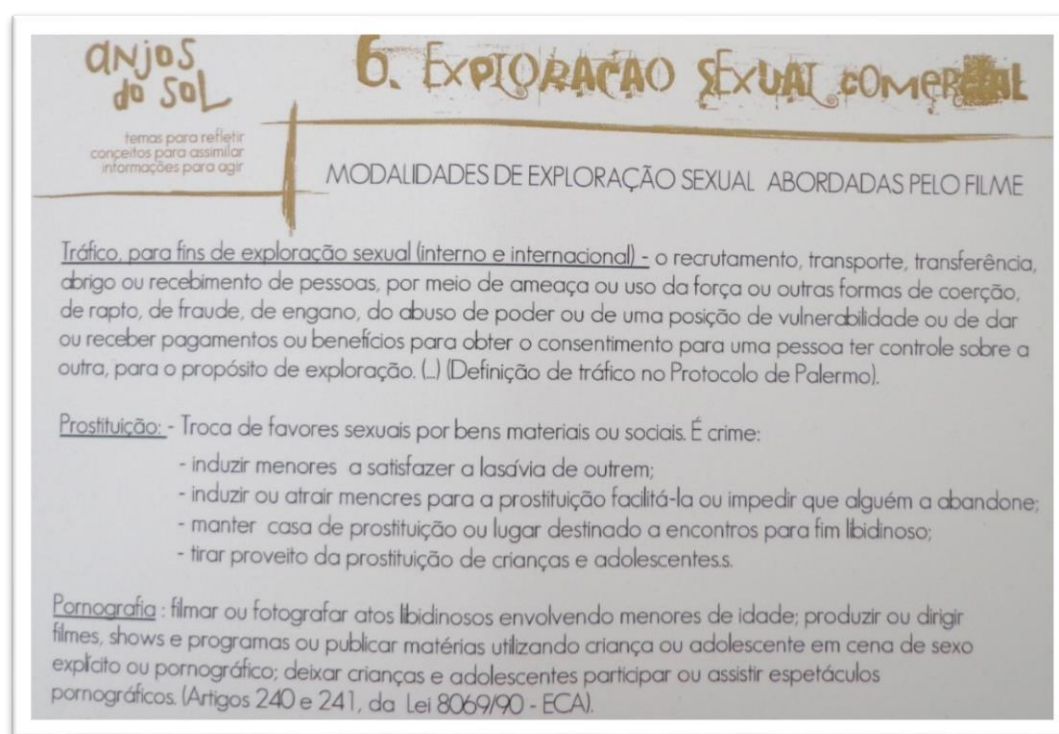 anjos
do sol
temas para refletir
conceitos para assimilar
informações para agir
6. EXPLORAÇAO SEXUAL COMERCIAL
MODALIDADES DE EXPLORAÇÃO SEXUAL ABORDADAS PELO FILME
Tráfico, para fins de exploração sexual (interno e internacional) - o recrutamento, transporte, transferência,
abrigo ou recebimento de pessoas, por meio de ameaça ou uso da força ou outras formas de coerção,
de rapto, de fraude, de engano, do abuso de poder ou de uma posição de vulnerabilidade ou de dar
ou receber pagamentos ou benefícios para obter o consentimento para uma pessoa ter controle sobre a
outra, para o propósito de exploração. (...) (Definição de tráfico no Protocolo de Palermo).
Prostituição: - Troca de favores sexuais por bens materiais ou sociais. É crime:
- induzir menores a satisfazer a lasávia de outrem;
- induzir ou atrair menores para a prostituição facilitá-la ou impedir que alguém a abandone;
- manter casa de prostituição ou lugar destinado a encontros para fim libidinoso;
- tirar proveito da prostituição de crianças e adolescentes.s.
Pornografia : filmar ou fotografar atos libidinosos envolvendo menores de idade; produzir ou dirigir
filmes, shows e programas ou publicar matérias utilizando criança ou adolescente em cena de sexo
explícito ou pornográfico; deixar crianças e adolescentes participar ou assistir espetáculos
pornográficos. (Artigos 240 e 241, da Lei 8069/90 - ECA).